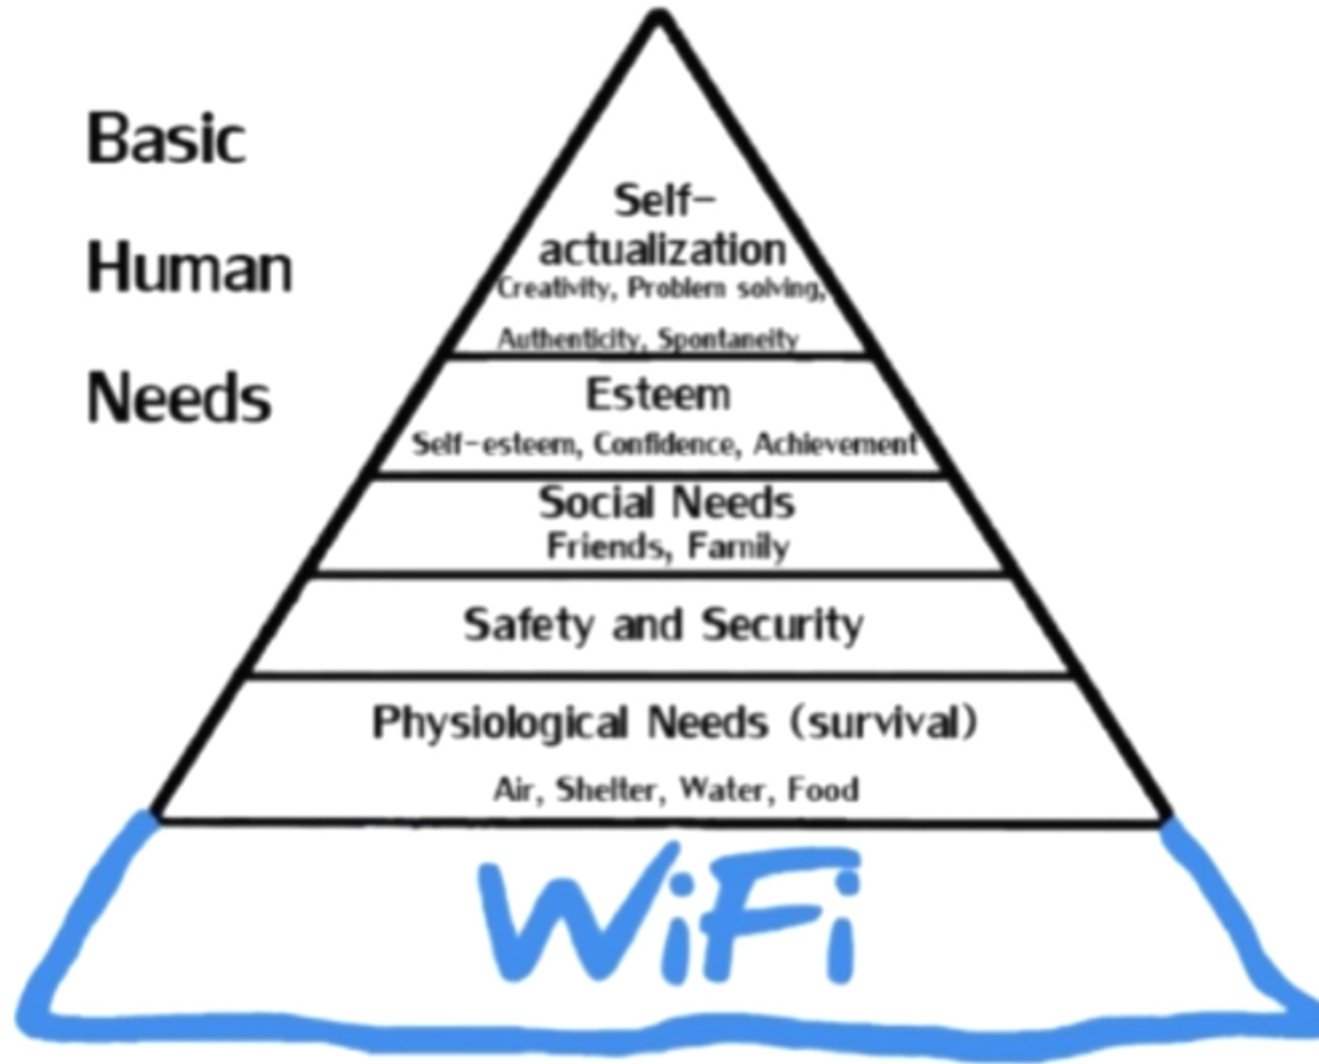 Basic
Human
Needs
Self-
actualization
Creativity, Problem solving,
Authenticity, Spontaneity
Esteem
Self-esteem, Confidence, Achievement
Social Needs
Friends, Family
Safety and Security
Physiological Needs (survival)
Air, Shelter, Water, Food
WiFi